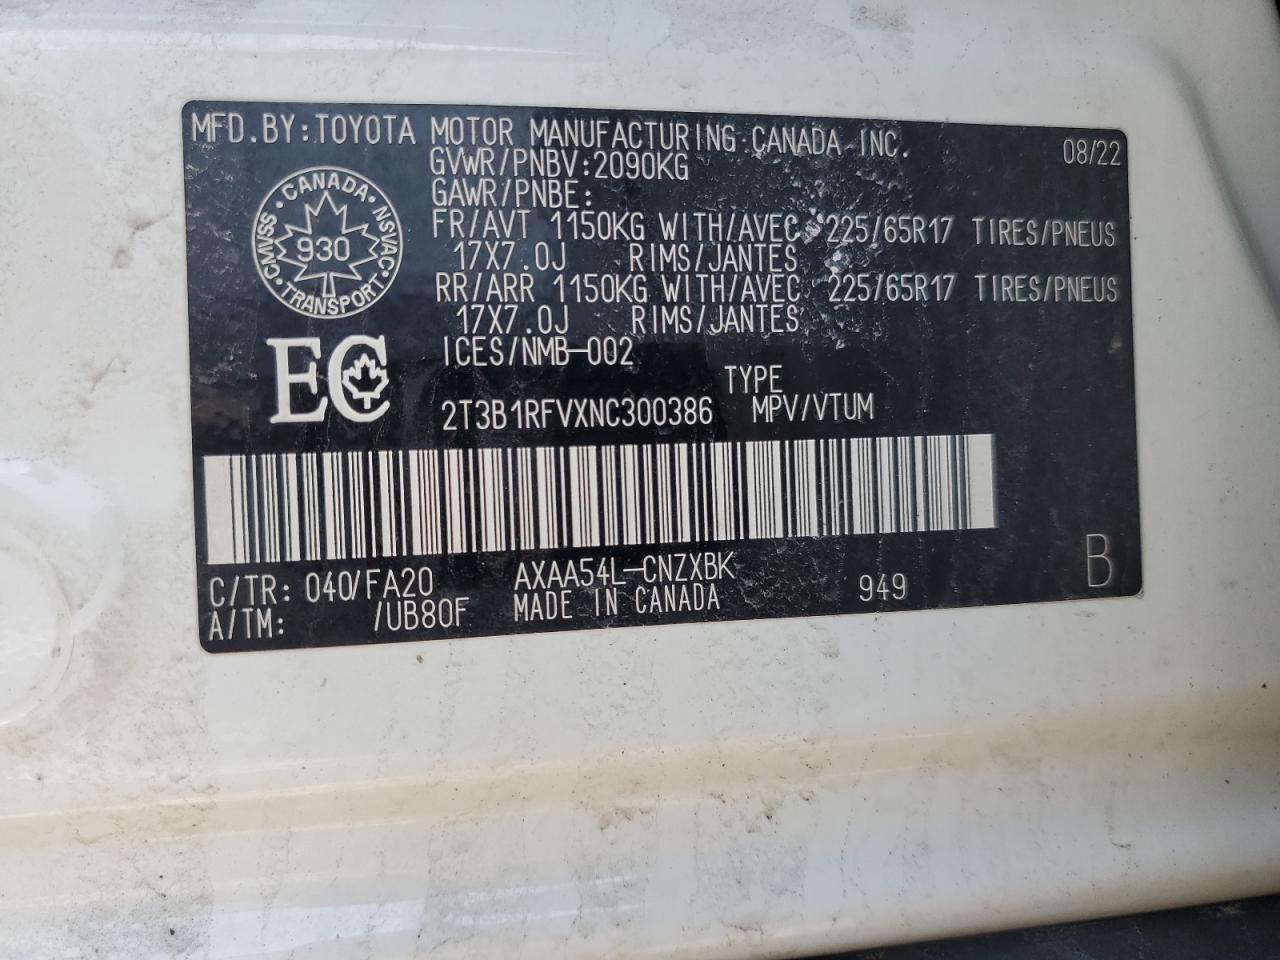 MFD.BY:TOYOTA MOTOR MANUFACTURING CANADA INC. 08/22
GVWR/PNBV:2090KG
GAWR/PNBE:
FR/AVT 1150KG WITH/AVEC 225/65R17 TIRES/PNEUS
17X7.0J RIMS/JANTES
RR/ARR 1150KG WITH/AVEC 225/65R17 TIRES/PNEUS
17X7.0J RIMS/JANTES
ICES/NMB-002
CANADA
CMVSS 930 NSVAC
TRANSPORT
EC
TYPE
2T3B1RFVXNC300386 MPV/VTUM
C/TR: 040/FA20 AXAA54L-CNZXBK 949 B
A/TM: /UB80F MADE IN CANADA